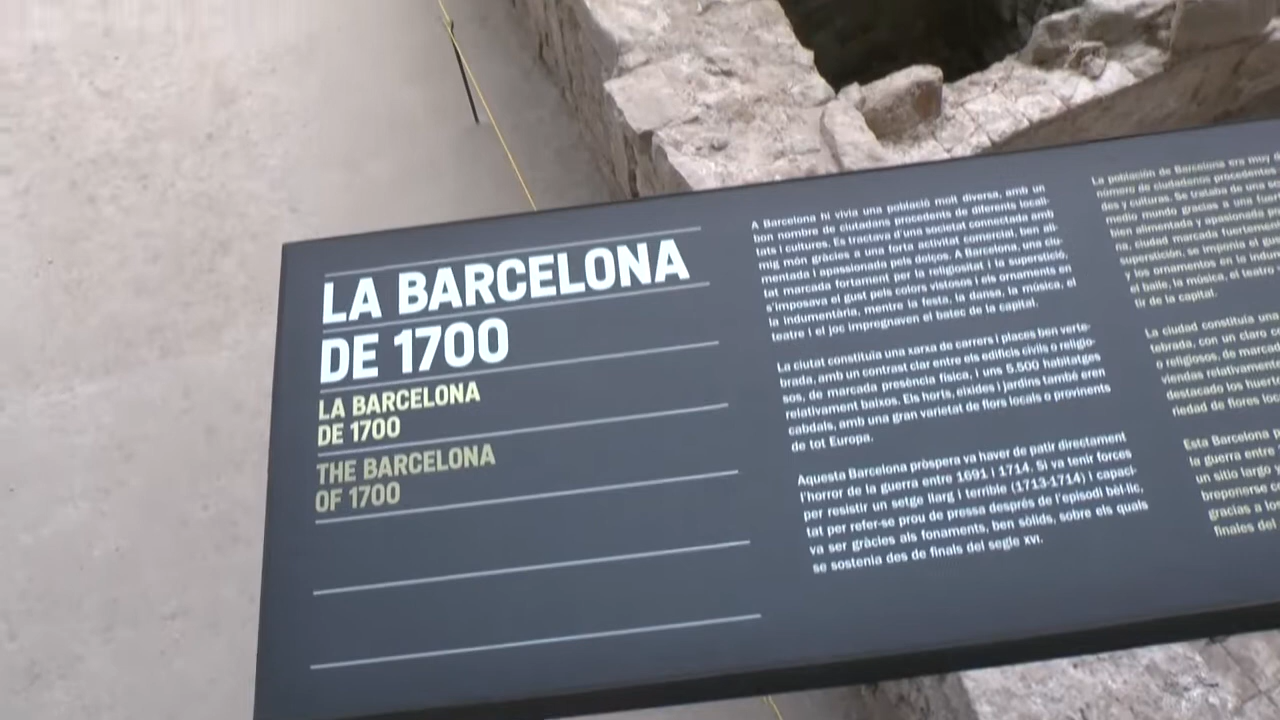 LA BARCELONA
DE 1700
LA BARCELONA
DE 1700
THE BARCELONA
OF 1700
A Barcelona hi vivia una població molt diversa, amb un
bon nombre de ciutadans procedents de diferents locali-
tats i cultures. Es tractava d'una societat connectada amb
mig món gràcies a una forta activitat comercial, ben ali-
mentada i apassionada pels dolços. A Barcelona, una ciu-
tat marcada fortament per la religiositat i la superstició,
s'imposava el gust pels colors vistosos i els ornaments en
la indumentària, mentre la festa, la dansa, la música, el
teatre i el joc impregnaven el batec de la capital.
La ciutat constituïa una xarxa de carrers i places ben verte-
brada, amb un contrast clar entre els edificis civils o religio-
sos, de marcada presència física, i uns 5.500 habitatges
relativament baixos. Els horts, eixides i jardins també eren
cabdals, amb una gran varietat de flors locals o provinents
de tot Europa.
Aquesta Barcelona pròspera va haver de patir directament
l'horror de la guerra entre 1691 i 1714. Si va tenir forces
per resistir un setge llarg i terrible (1713-1714) i capaci-
tat per refer-se prou de pressa després de l'episodi bèl·lic,
va ser gràcies als fonaments, ben sòlids, sobre els quals
se sostenia des de finals del segle XVI.
La población de Barcelona era muy
número de ciudadanos procedentes
des y culturas. Se trataba de una
medio mundo gracias a una
bien alimentada y apasionada
na, ciudad marcada
superstición, se imponía el
y los ornamentos en la
el baile, la música, el teatro
tir de la capital.
La ciudad constituía una
tebrada, con un claro
o religiosos, de
viendas relativamente
destacado los
riedad de flores
Esta Barcelona
la guerra entre
un sitio largo y
breponerse
gracias a los
finales del